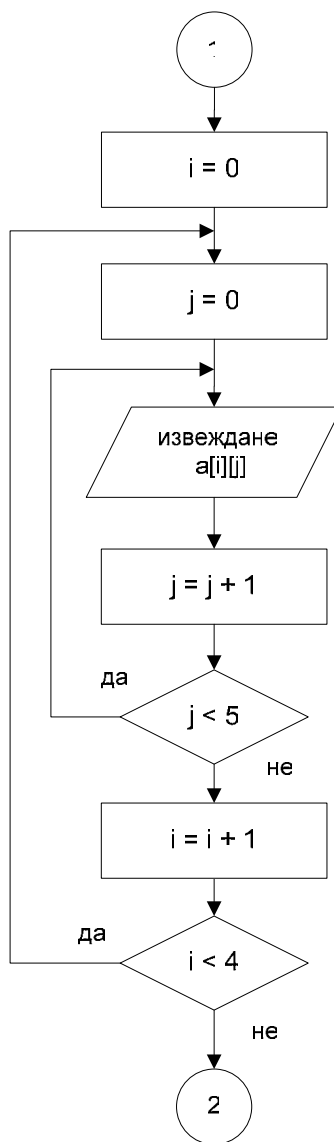 1
i = 0
j = 0
извеждане
a[i][j]
j = j + 1
да
j < 5
не
i = i + 1
да
i < 4
не
2